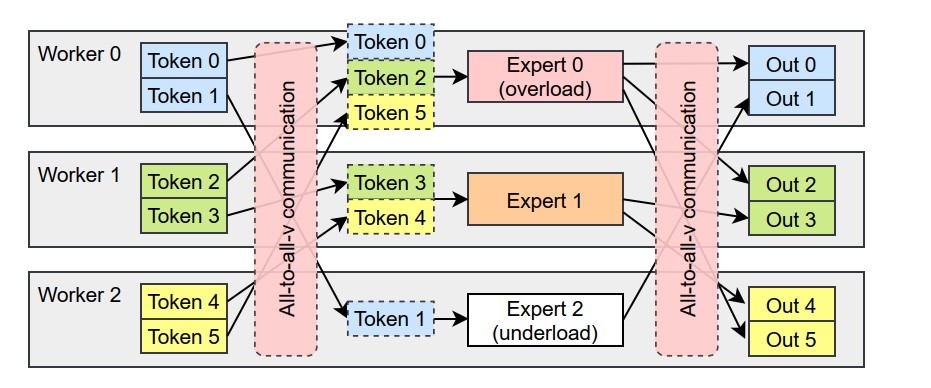 Worker 0
Token 0
Token 1
Token 0
Token 2
Token 5
Expert 0
(overload)
Out 0
Out 1
Worker 1
Token 2
Token 3
Token 3
Token 4
Expert 1
Out 2
Out 3
Worker 2
Token 4
Token 5
Token 1
Expert 2
(underload)
Out 4
Out 5
All-to-all-v communication
All-to-all-v communication